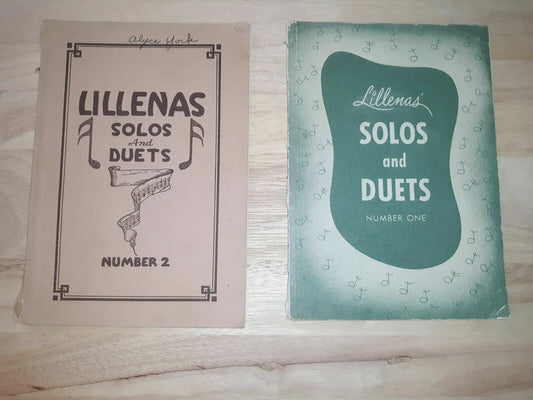 Alyce York
LILLENAS
SOLOS
And
DUETS
NUMBER 2
Lillenas'
SOLOS
and
DUETS
NUMBER ONE